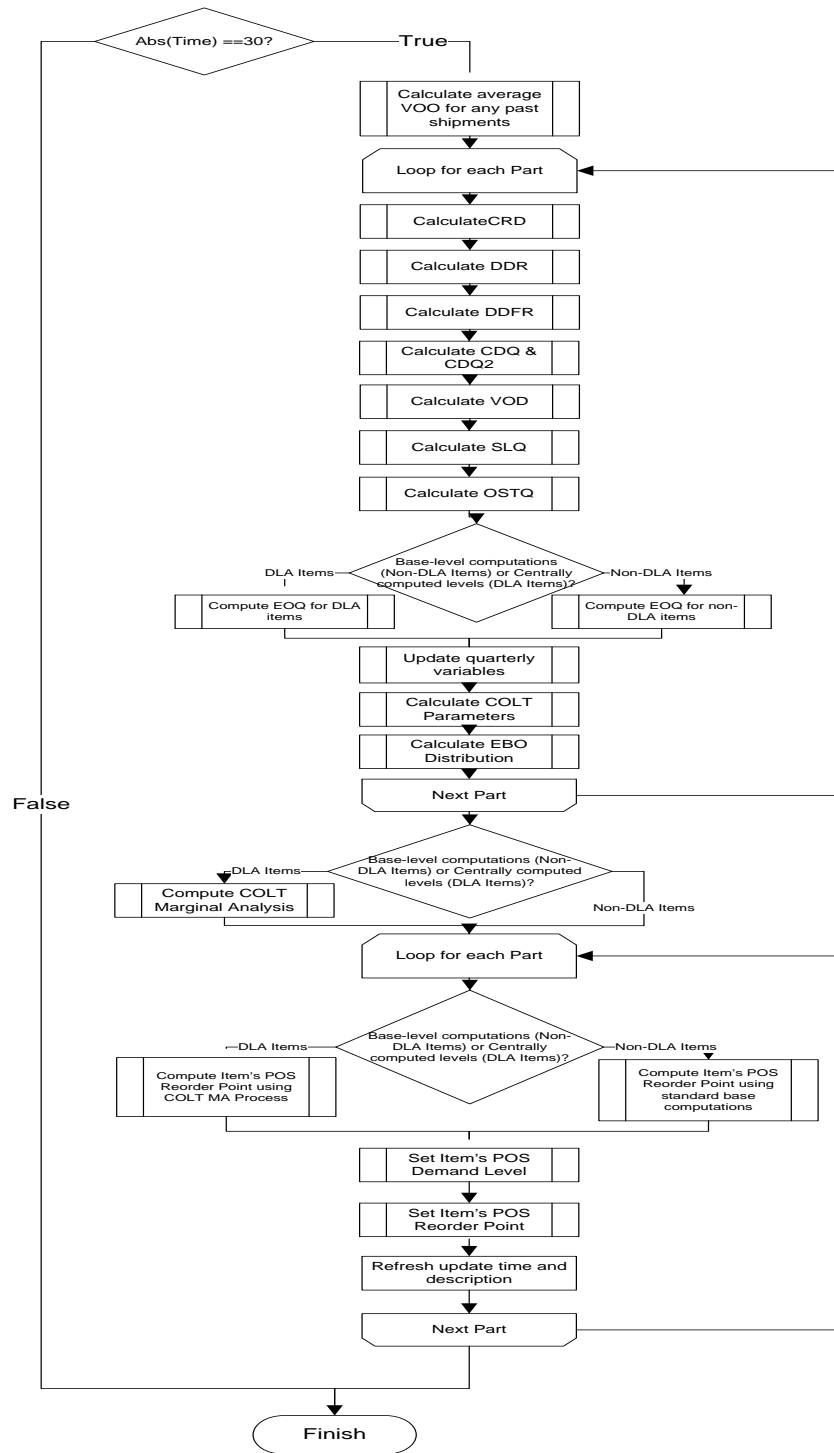 Abs(Time) ==30?
True
Calculate average
VOO for any past
shipments
Loop for each Part
CalculateCRD
Calculate DDR
Calculate DDFR
Calculate CDQ &
CDQ2
Calculate VOD
Calculate SLQ
Calculate OSTQ
Base-level computations
(Non-DLA Items) or Centrally
computed levels (DLA Items)?
DLA Items
Non-DLA Items
Compute EOQ for DLA
items
Compute EOQ for non-
DLA items
Update quarterly
variables
Calculate COLT
Parameters
Calculate EBO
Distribution
Next Part
False
Base-level computations (Non-
DLA Items) or Centrally computed
levels (DLA Items)?
DLA Items
Compute COLT
Marginal Analysis
Non-DLA Items
Loop for each Part
Base-level computations (Non-
DLA Items) or Centrally
computed levels (DLA Items)?
DLA Items
Non-DLA Items
Compute Item's POS
Reorder Point using
COLT MA Process
Compute Item's POS
Reorder Point using
standard base
computations
Set Item's POS
Demand Level
Set Item's POS
Reorder Point
Refresh update time and
description
Next Part
Finish